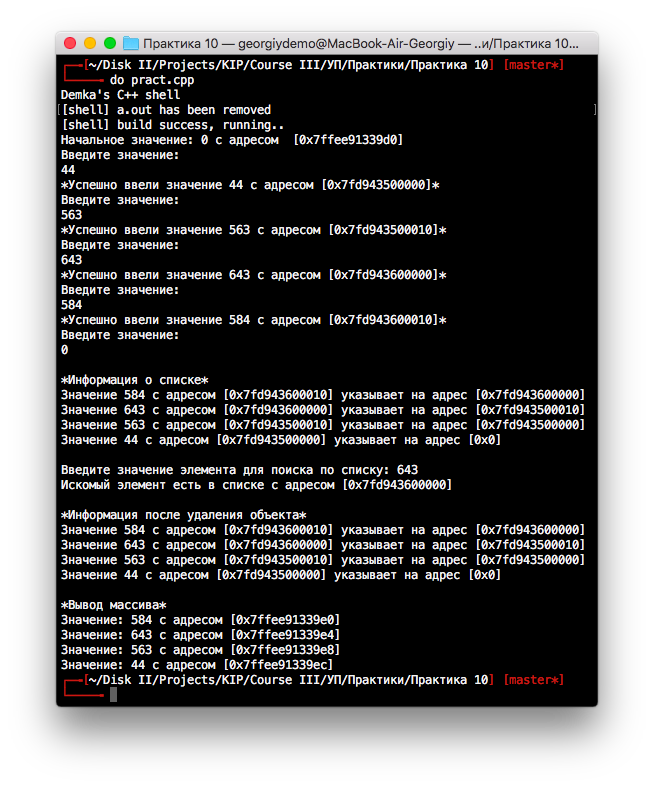 Практика 10 — georgiydemo@MacBook-Air-Georgiy — ..и/Практика 10...
[~/Disk II/Projects/KIP/Course III/УП/Практики/Практика 10] [master*]
do pract.cpp
Demka's C++ shell
[[shell] a.out has been removed ]
[shell] build success, running..
Начальное значение: 0 с адресом  [0x7ffee91339d0]
Введите значение:
44
*Успешно ввели значение 44 с адресом [0x7fd943500000]*
Введите значение:
563
*Успешно ввели значение 563 с адресом [0x7fd943500010]*
Введите значение:
643
*Успешно ввели значение 643 с адресом [0x7fd943600000]*
Введите значение:
584
*Успешно ввели значение 584 с адресом [0x7fd943600010]*
Введите значение:
0
*Информация о списке*
Значение 584 с адресом [0x7fd943600010] указывает на адрес [0x7fd943600000]
Значение 643 с адресом [0x7fd943600000] указывает на адрес [0x7fd943500010]
Значение 563 с адресом [0x7fd943500010] указывает на адрес [0x7fd943500000]
Значение 44 с адресом [0x7fd943500000] указывает на адрес [0x0]
Введите значение элемента для поиска по списку: 643
Искомый элемент есть в списке с адресом [0x7fd943600000]
*Информация после удаления объекта*
Значение 584 с адресом [0x7fd943600010] указывает на адрес [0x7fd943600000]
Значение 643 с адресом [0x7fd943600000] указывает на адрес [0x7fd943500010]
Значение 563 с адресом [0x7fd943500010] указывает на адрес [0x7fd943500000]
Значение 44 с адресом [0x7fd943500000] указывает на адрес [0x0]
*Вывод массива*
Значение: 584 с адресом [0x7ffee91339e0]
Значение: 643 с адресом [0x7ffee91339e4]
Значение: 563 с адресом [0x7ffee91339e8]
Значение: 44 с адресом [0x7ffee91339ec]
[~/Disk II/Projects/KIP/Course III/УП/Практики/Практика 10] [master*]